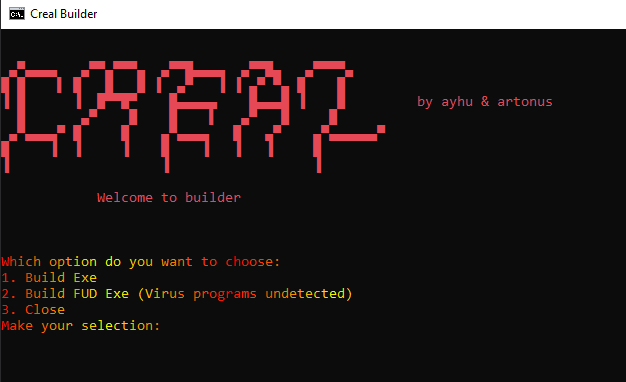 Creal Builder
CREAL
by ayhu & artonus
Welcome to builder
Which option do you want to choose:
1. Build Exe
2. Build FUD Exe (Virus programs undetected)
3. Close
Make your selection: